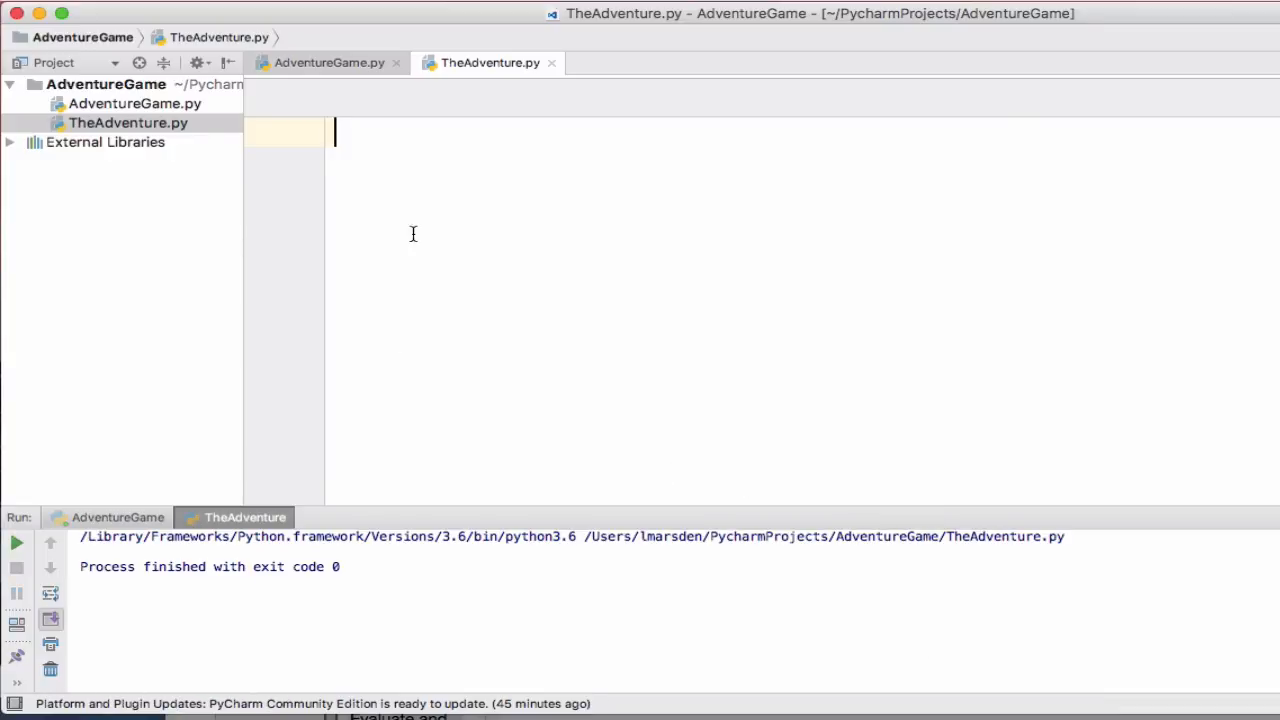 TheAdventure.py - AdventureGame - [~/PycharmProjects/AdventureGame]
AdventureGame TheAdventure.py
Project AdventureGame.py TheAdventure.py
AdventureGame ~/Pycharm
AdventureGame.py
TheAdventure.py
External Libraries
Run: AdventureGame TheAdventure
/Library/Frameworks/Python.framework/Versions/3.6/bin/python3.6 /Users/lmarsden/PycharmProjects/AdventureGame/TheAdventure.py
Process finished with exit code 0
Platform and Plugin Updates: PyCharm Community Edition is ready to update. (45 minutes ago)
Evaluate and